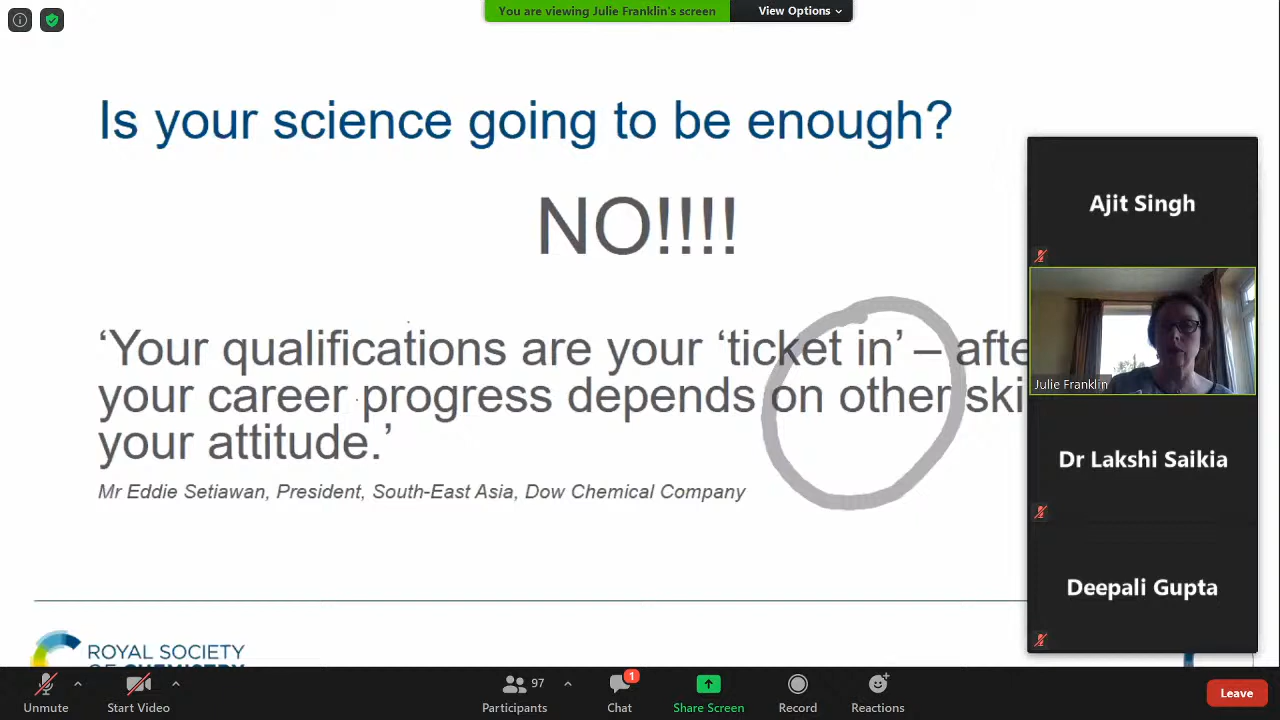 You are viewing Julie Franklin's screen
View Options
Is your science going to be enough?
NO!!!!
‘Your qualifications are your ‘ticket in’ –
your career progress depends on other
your attitude.’
Mr Eddie Setiawan, President, South-East Asia, Dow Chemical Company
ROYAL SOCIETY
OF CHEMISTRY
Ajit Singh
Julie Franklin
Dr Lakshi Saikia
Deepali Gupta
Unmute
Start Video
97
Participants
1
Chat
Share Screen
Record
Reactions
Leave